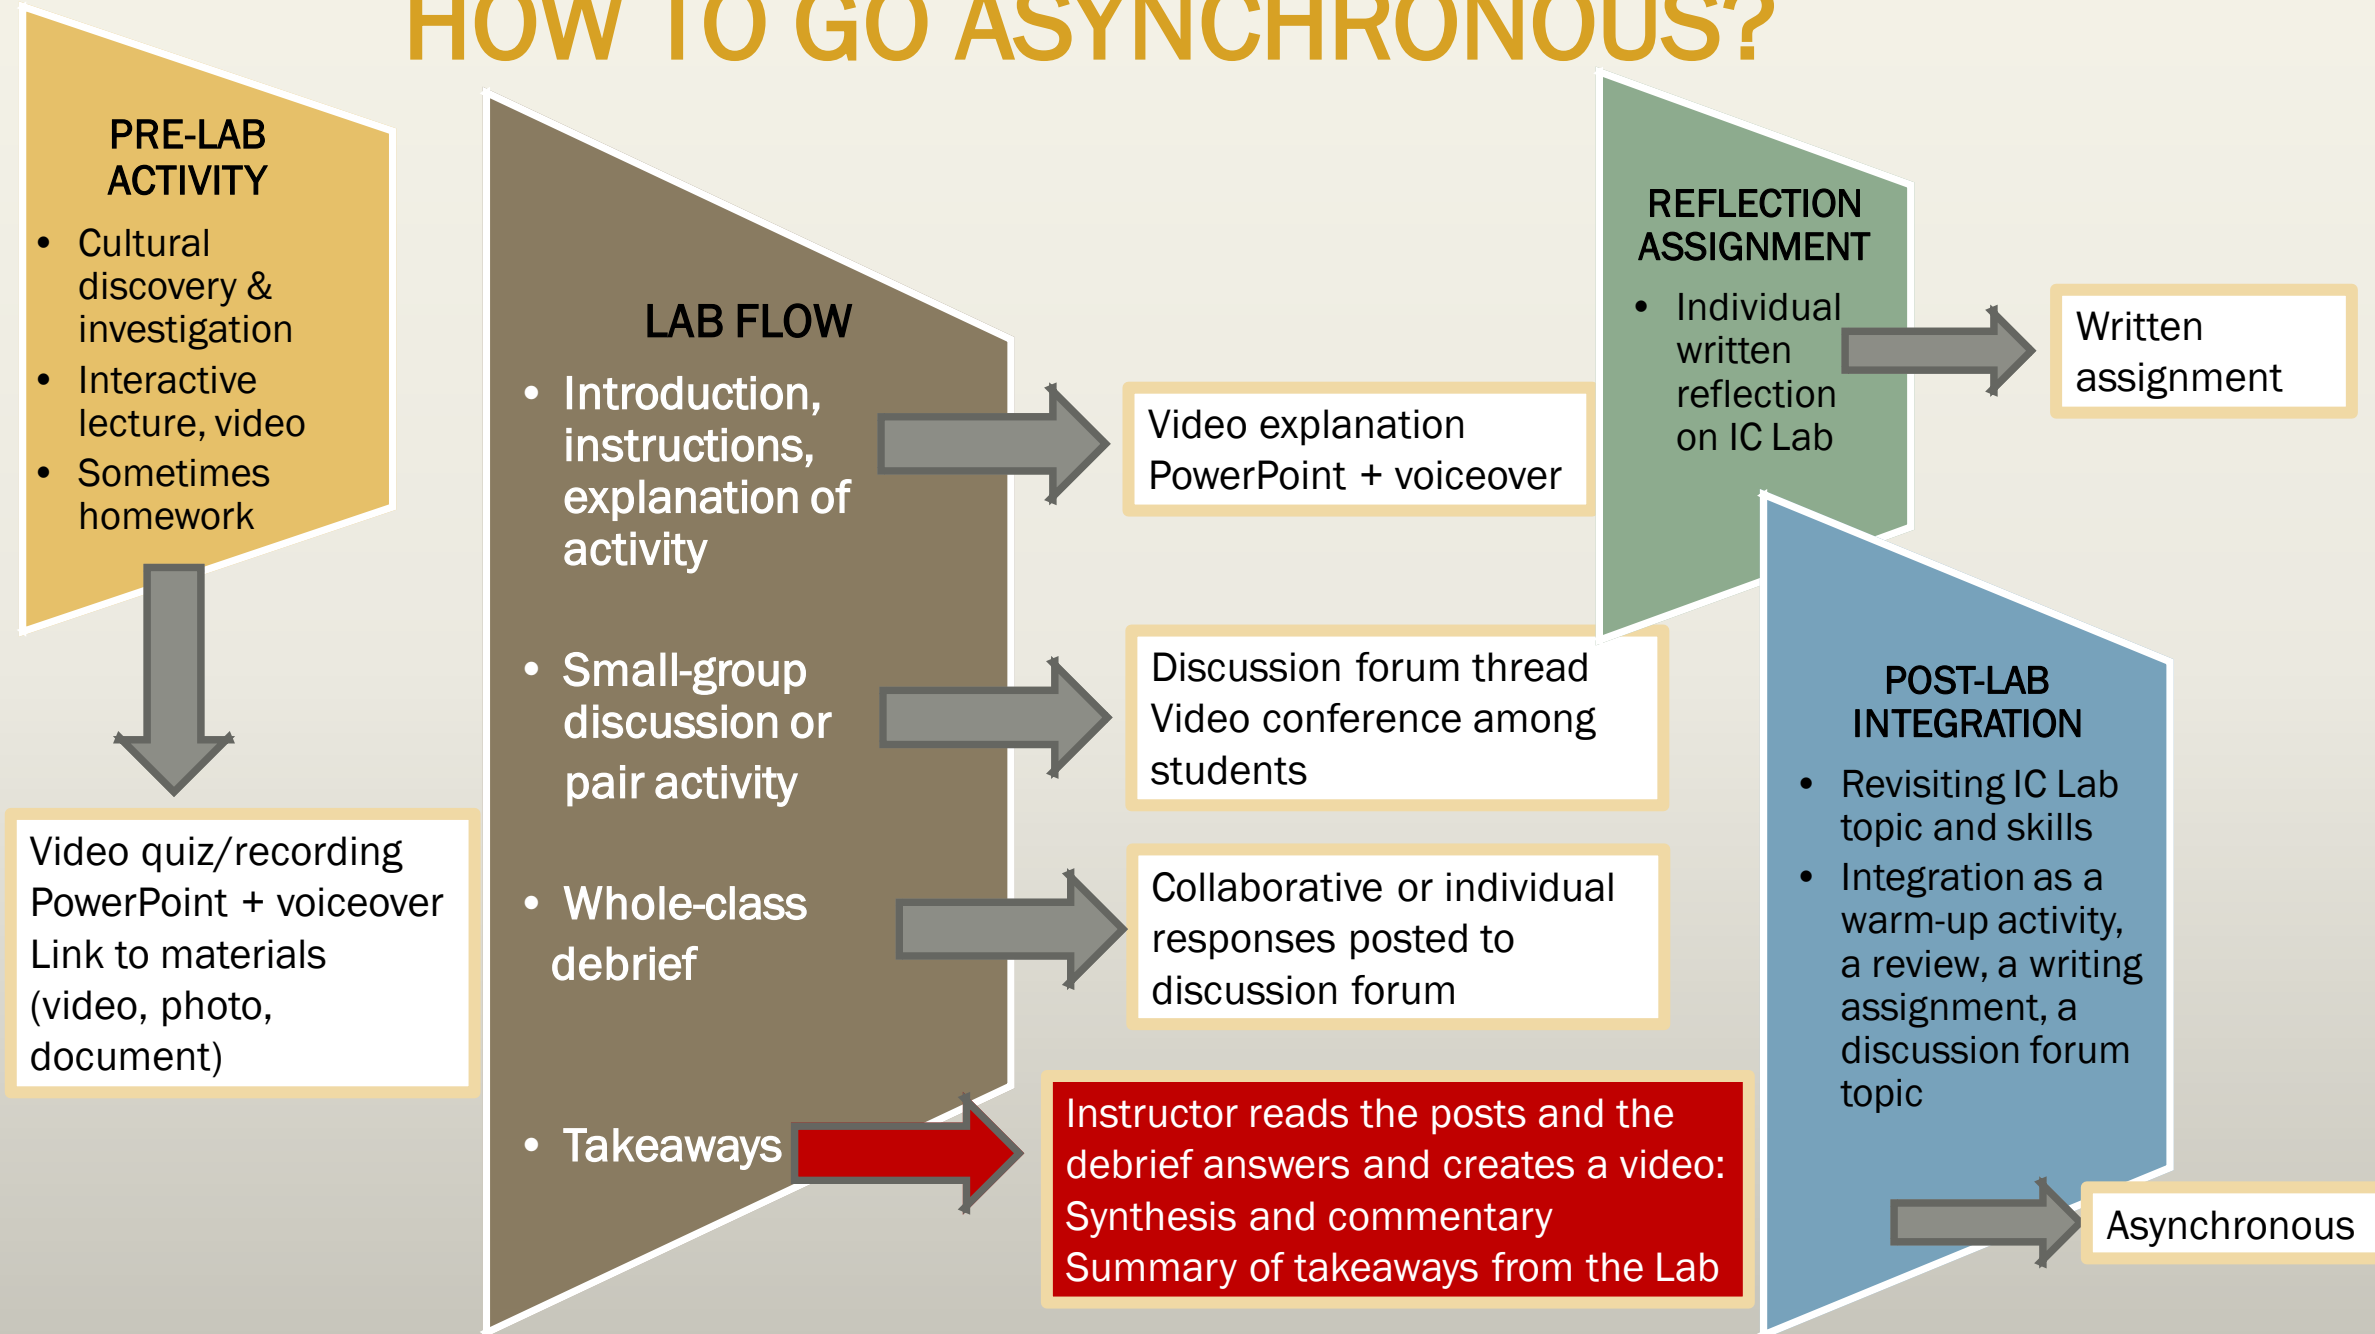 HOW TO GO ASYNCHRONOUS?
PRE-LAB
ACTIVITY
• Cultural
discovery &
investigation
• Interactive
lecture, video
• Sometimes
homework
Video quiz/recording
PowerPoint + voiceover
Link to materials
(video, photo,
document)
LAB FLOW
• Introduction,
instructions,
explanation of
activity
• Small-group
discussion or
pair activity
• Whole-class
debrief
• Takeaways
Video explanation
PowerPoint + voiceover
Discussion forum thread
Video conference among
students
Collaborative or individual
responses posted to
discussion forum
Instructor reads the posts and the
debrief answers and creates a video:
Synthesis and commentary
Summary of takeaways from the Lab
REFLECTION
ASSIGNMENT
• Individual
written
reflection
on IC Lab
Written
assignment
POST-LAB
INTEGRATION
• Revisiting IC Lab
topic and skills
• Integration as a
warm-up activity,
a review, a writing
assignment, a
discussion forum
topic
Asynchronous